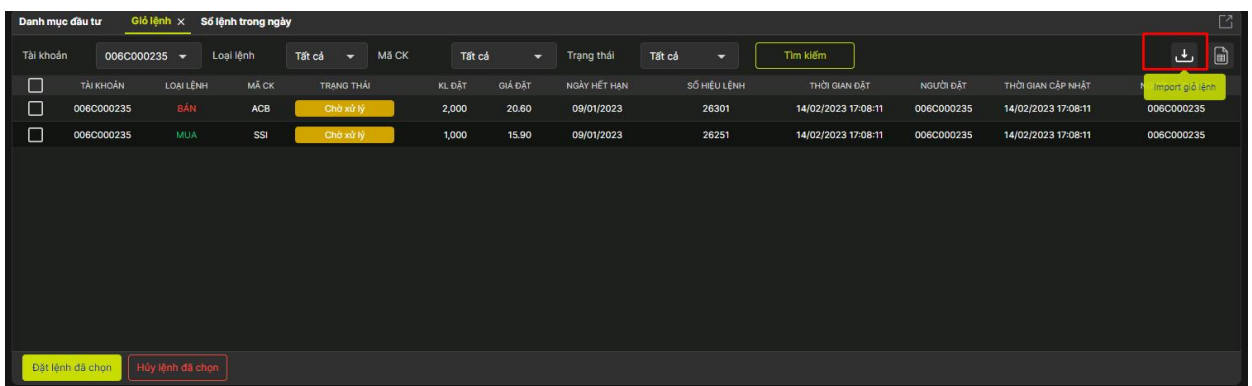 Danh mục đầu tư Giỏ lệnh × Sổ lệnh trong ngày
Tài khoản 006C000235 Loại lệnh Tất cả Mã CK Tất cả Trạng thái Tất cả Tìm kiếm
TÀI KHOẢN LOẠI LỆNH MÃ CK TRẠNG THÁI KL ĐẶT GIÁ ĐẶT NGÀY HẾT HẠN SỐ HIỆU LỆNH THỜI GIAN ĐẶT NGƯỜI ĐẶT THỜI GIAN CẬP NHẬT Import giỏ lệnh
006C000235 BÁN ACB Chờ xử lý 2,000 20.60 09/01/2023 26301 14/02/2023 17:08:11 006C000235 14/02/2023 17:08:11 006C000235
006C000235 MUA SSI Chờ xử lý 1,000 15.90 09/01/2023 26251 14/02/2023 17:08:11 006C000235 14/02/2023 17:08:11 006C000235
Đặt lệnh đã chọn Hủy lệnh đã chọn